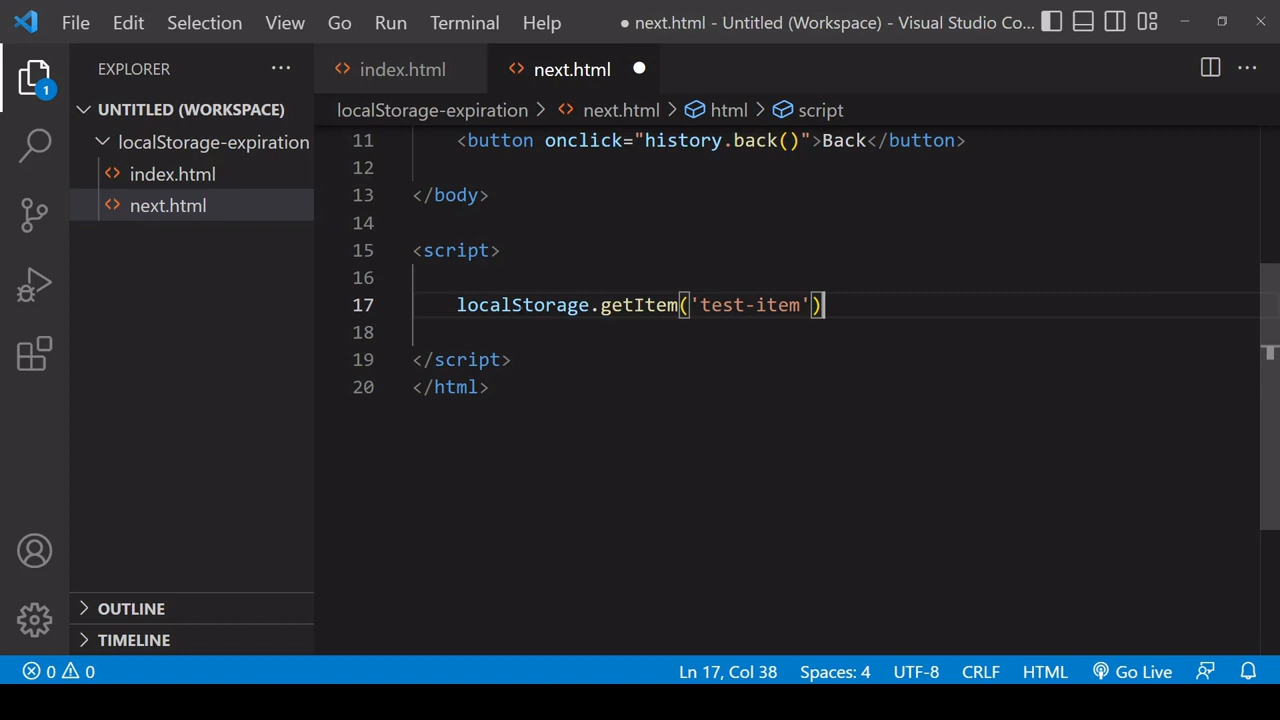 File Edit Selection View Go Run Terminal Help ● next.html - Untitled (Workspace) - Visual Studio Co...
EXPLORER ...
1
UNTITLED (WORKSPACE)
localStorage-expiration
index.html
next.html
OUTLINE
TIMELINE
index.html next.html
localStorage-expiration > next.html > html > script
11 <button onclick="history.back()">Back</button>
12
13 </body>
14
15 <script>
16
17 localStorage.getItem('test-item')
18
19 </script>
20 </html>
0 0 Ln 17, Col 38 Spaces: 4 UTF-8 CRLF HTML Go Live